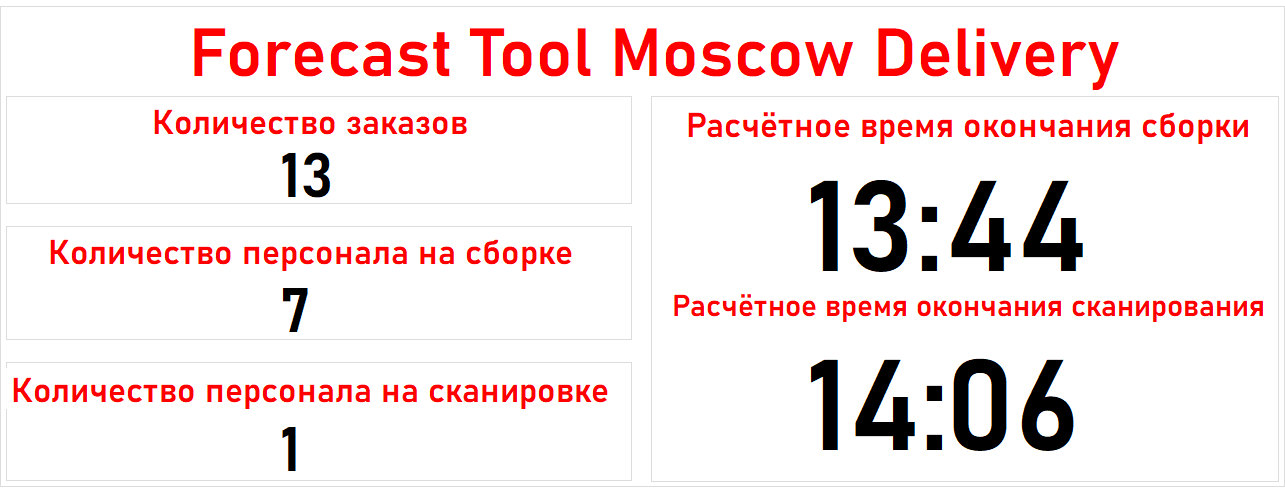 Forecast Tool Moscow Delivery
Количество заказов
13
Количество персонала на сборке
7
Количество персонала на сканировке
1
Расчётное время окончания сборки
13:44
Расчётное время окончания сканирования
14:06